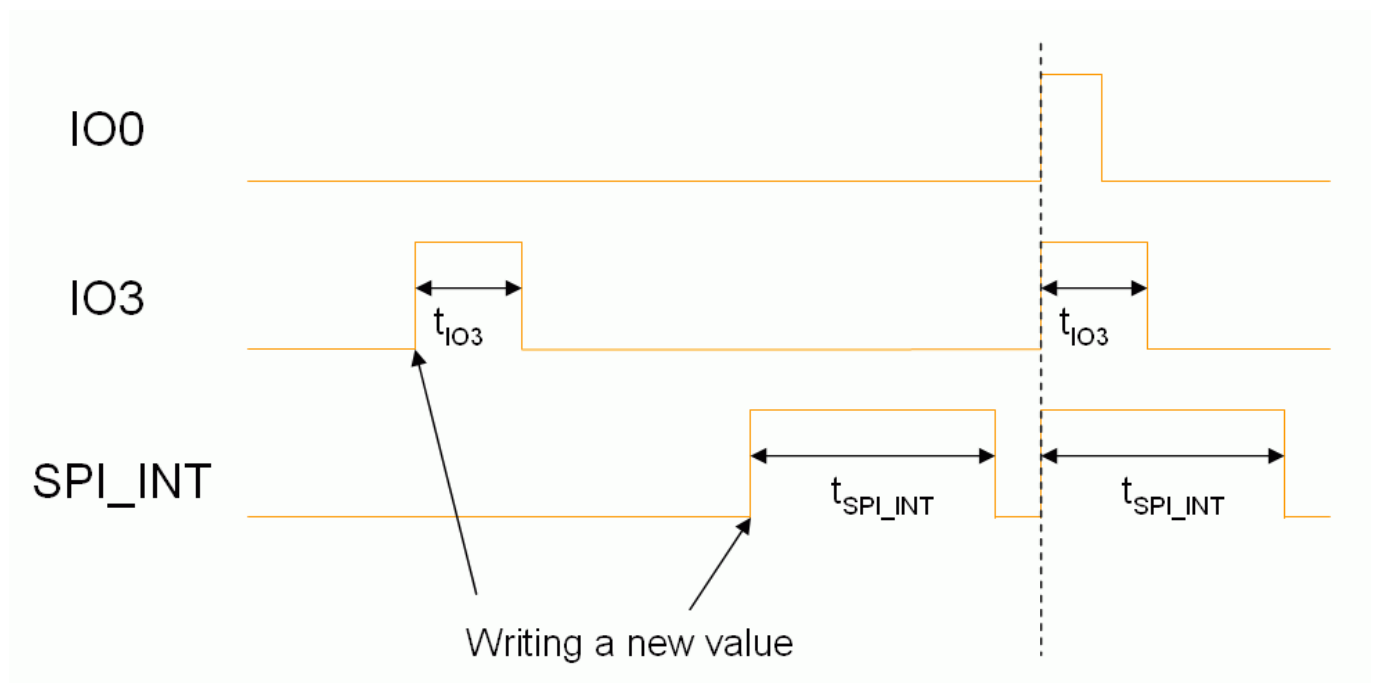 IO0
IO3
tIO3
tIO3
SPI_INT
tSPI_INT
tSPI_INT
Writing a new value